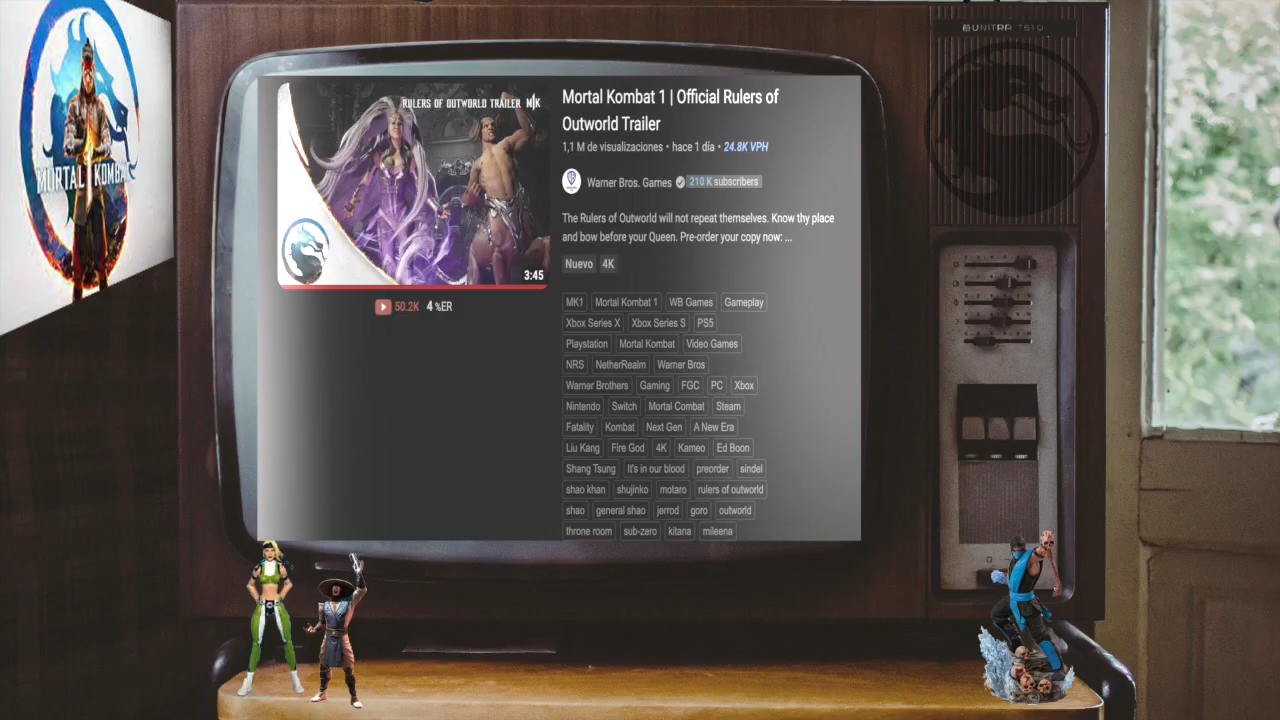 UNITRA 7510
MORTAL KOMBAT
RULERS OF OUTWORLD TRAILER MK
3:45
50.2K 4 %ER
Mortal Kombat 1 | Official Rulers of
Outworld Trailer
1,1 M de visualizaciones • hace 1 día • 24.8K VPH
Warner Bros. Games 210 K subscribers
The Rulers of Outworld will not repeat themselves. Know thy place
and bow before your Queen. Pre-order your copy now: ...
Nuevo 4K
MK1 Mortal Kombat 1 WB Games Gameplay
Xbox Series X Xbox Series S PS5
Playstation Mortal Kombat Video Games
NRS NetherRealm Warner Bros
Warner Brothers Gaming FGC PC Xbox
Nintendo Switch Mortal Combat Steam
Fatality Kombat Next Gen A New Era
Liu Kang Fire God 4K Kameo Ed Boon
Shang Tsung It's in our blood preorder sindel
shao khan shujinko motaro rulers of outworld
shao general shao jerrod goro outworld
throne room sub-zero kitana mileena